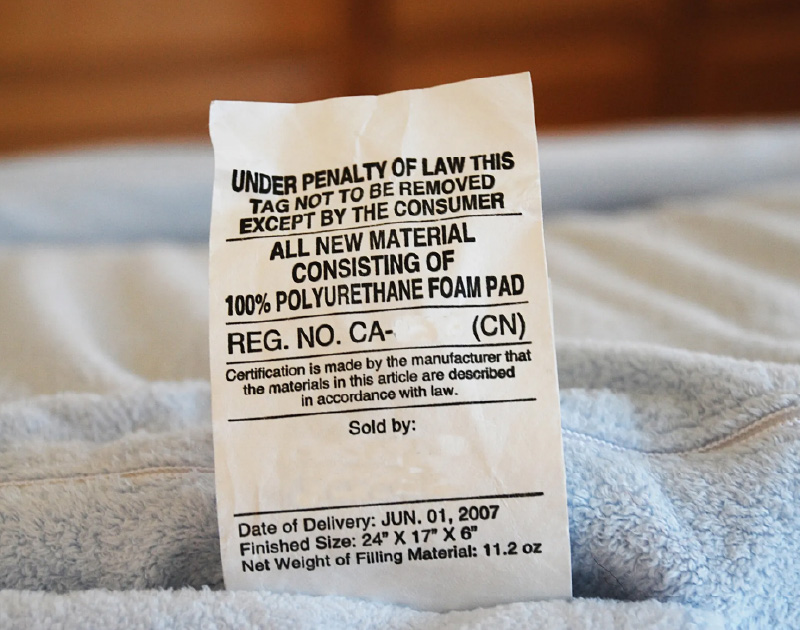 UNDER PENALTY OF LAW THIS
TAG NOT TO BE REMOVED
EXCEPT BY THE CONSUMER
ALL NEW MATERIAL
CONSISTING OF
100% POLYURETHANE FOAM PAD
REG. NO. CA- (CN)
Certification is made by the manufacturer that
the materials in this article are described
in accordance with law.
Sold by:
Date of Delivery: JUN. 01, 2007
Finished Size: 24" X 17" X 6"
Net Weight of Filling Material: 11.2 oz